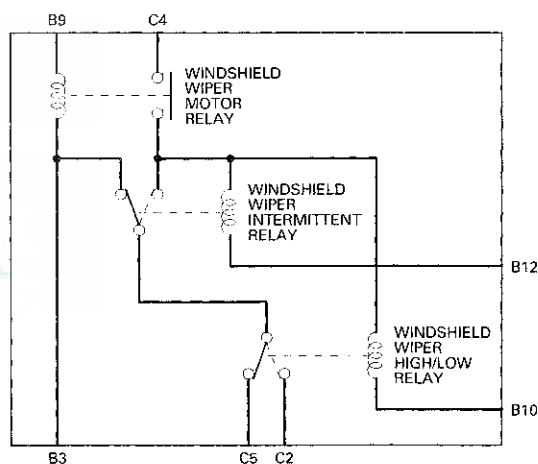 B9
C4
WINDSHIELD
WIPER
MOTOR
RELAY
WINDSHIELD
WIPER
INTERMITTENT
RELAY
B12
WINDSHIELD
WIPER
HIGH/LOW
RELAY
B10
B3
C5
C2